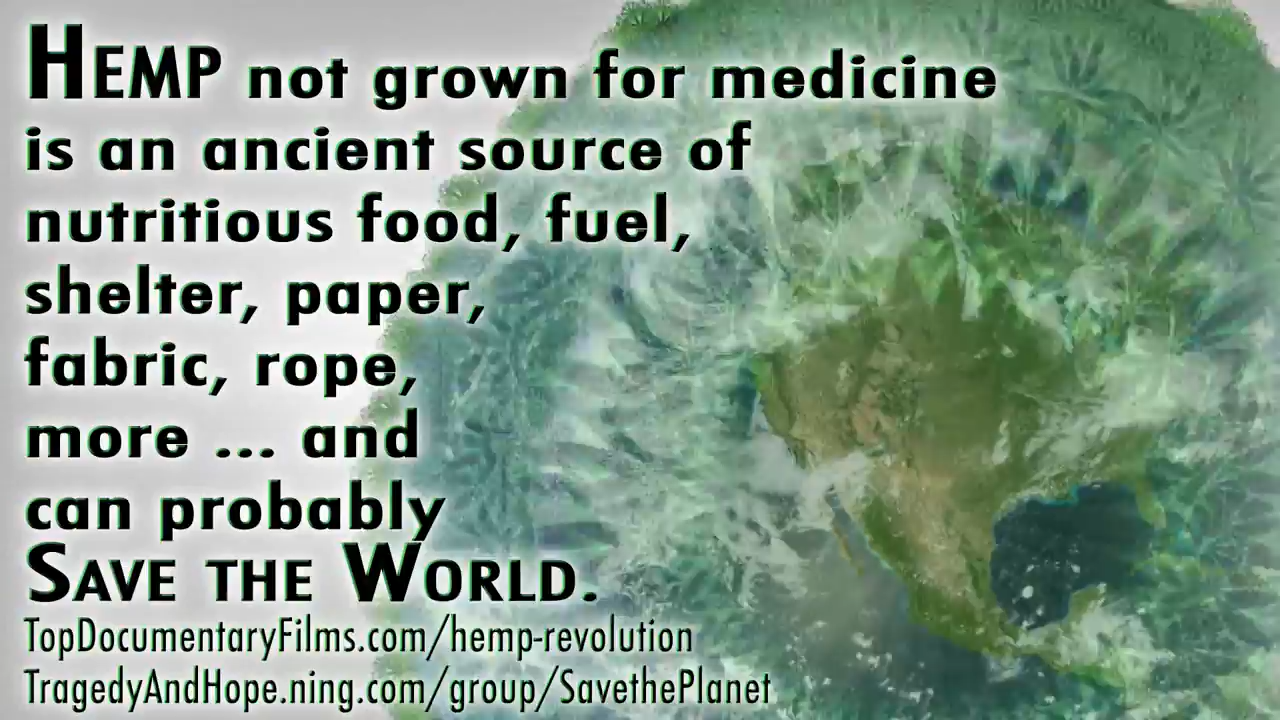 HEMP not grown for medicine
is an ancient source of
nutritious food, fuel,
shelter, paper,
fabric, rope,
more ... and
can probably
SAVE THE WORLD.
TopDocumentaryFilms.com/hemp-revolution
TragedyAndHope.ning.com/group/SavethePlanet